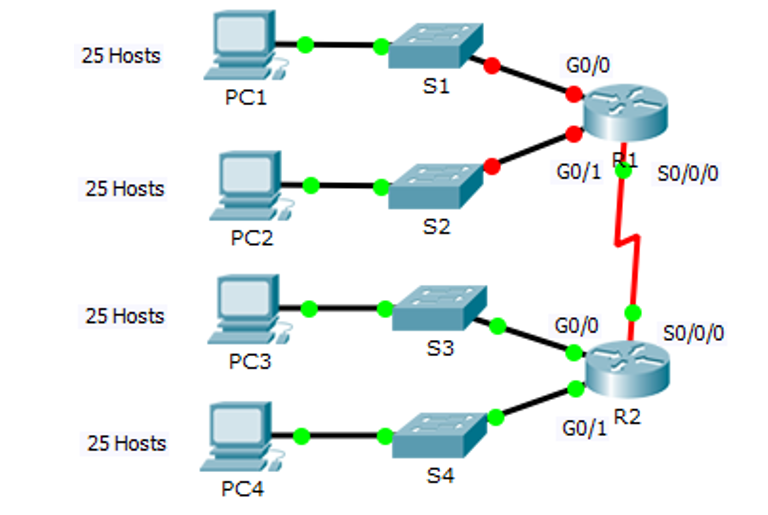 25 Hosts
PC1
S1
G0/0
R1
G0/1
S0/0/0
25 Hosts
PC2
S2
25 Hosts
PC3
S3
G0/0
S0/0/0
R2
G0/1
25 Hosts
PC4
S4